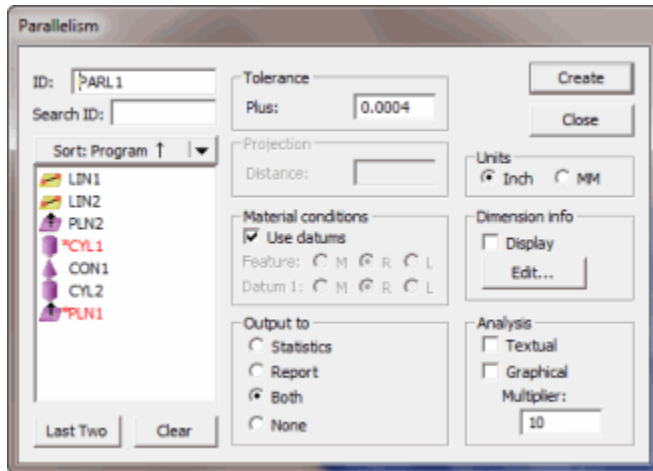 Parallelism
ID: PARL1
Search ID:
Sort: Program ↑
LIN1
LIN2
PLN2
*CYL1
CON1
CYL2
*PLN1
Last Two
Clear
Tolerance
Plus: 0.0004
Projection
Distance:
Material conditions
Use datums
Feature: M R L
Datum 1: M R L
Output to
Statistics
Report
Both
None
Create
Close
Units
Inch MM
Dimension info
Display
Edit...
Analysis
Textual
Graphical
Multiplier:
10